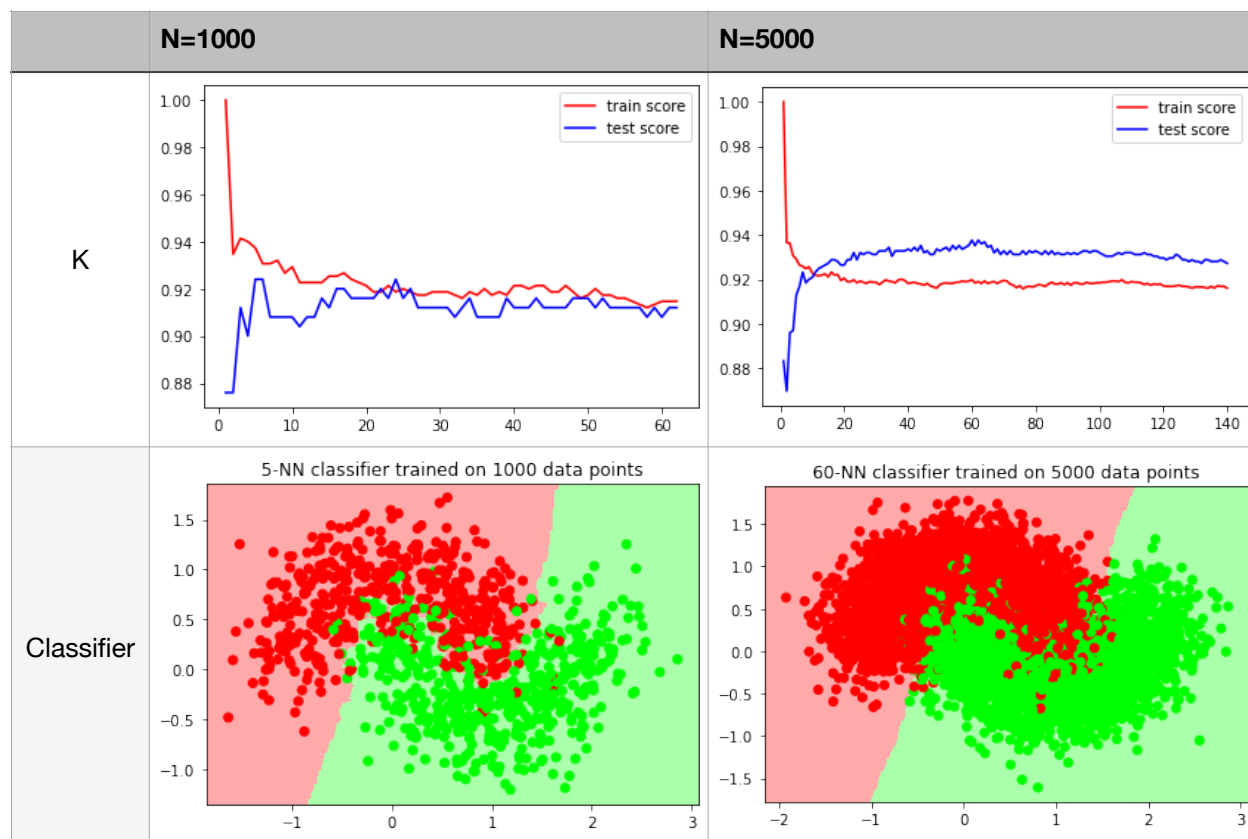 N=1000
N=5000
K
1.00
0.98
0.96
0.94
0.92
0.90
0.88
train score
test score
0 10 20 30 40 50 60
1.00
0.98
0.96
0.94
0.92
0.90
0.88
train score
test score
0 20 40 60 80 100 120 140
Classifier
5-NN classifier trained on 1000 data points
1.5
1.0
0.5
0.0
−0.5
−1.0
−1 0 1 2 3
60-NN classifier trained on 5000 data points
1.5
1.0
0.5
0.0
−0.5
−1.0
−1.5
−2 −1 0 1 2 3